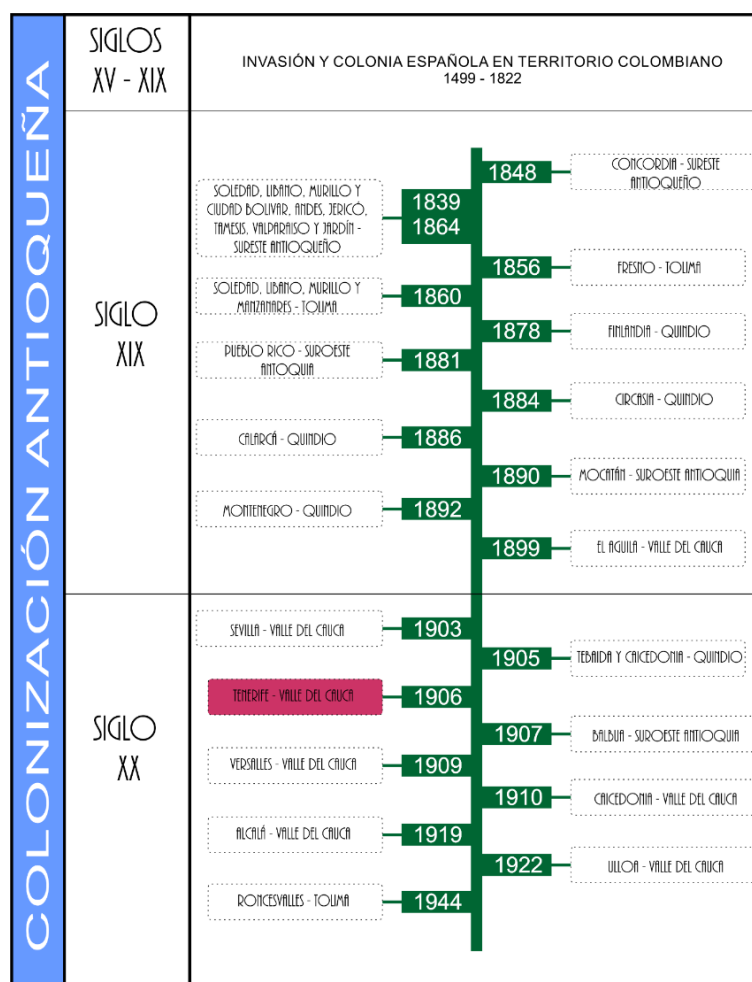 COLONIZACIÓN ANTIOQUEÑA
SIGLOS
XV - XIX
INVASIÓN Y COLONIA ESPAÑOLA EN TERRITORIO COLOMBIANO
1499 - 1822
SIGLO
XIX
1848
CONCORDIA - SURESTE
ANTIOQUEÑO
SOLEDAD, LIBANO, MURILLO Y
CIUDAD BOLIVAR, ANDES, JERICÓ,
TAMESIS, VALPARAISO Y JARDÍN -
SURESTE ANTIOQUEÑO
1839
1864
1856
FRESNO - TOLIMA
SOLEDAD, LIBANO, MURILLO Y
MANZANARES - TOLIMA
1860
1878
FINLANDIA - QUINDIO
PUEBLO RICO - SUROESTE
ANTOQUIA
1881
1884
CIRCASIA - QUINDIO
CALARCÁ - QUINDIO
1886
1890
MOCATÁN - SUROESTE ANTIOQUIA
MONTENEGRO - QUINDIO
1892
1899
EL AGUILA - VALLE DEL CAUCA
SIGLO
XX
SEVILLA - VALLE DEL CAUCA
1903
1905
TEBAIDA Y CAICEDONIA - QUINDIO
TENERIFE - VALLE DEL CAUCA
1906
1907
BALBUA - SUROESTE ANTIOQUIA
VERSALLES - VALLE DEL CAUCA
1909
1910
CAICEDONIA - VALLE DEL CAUCA
ALCALÁ - VALLE DEL CAUCA
1919
1922
ULLOA - VALLE DEL CAUCA
RONCESVALLES - TOLIMA
1944